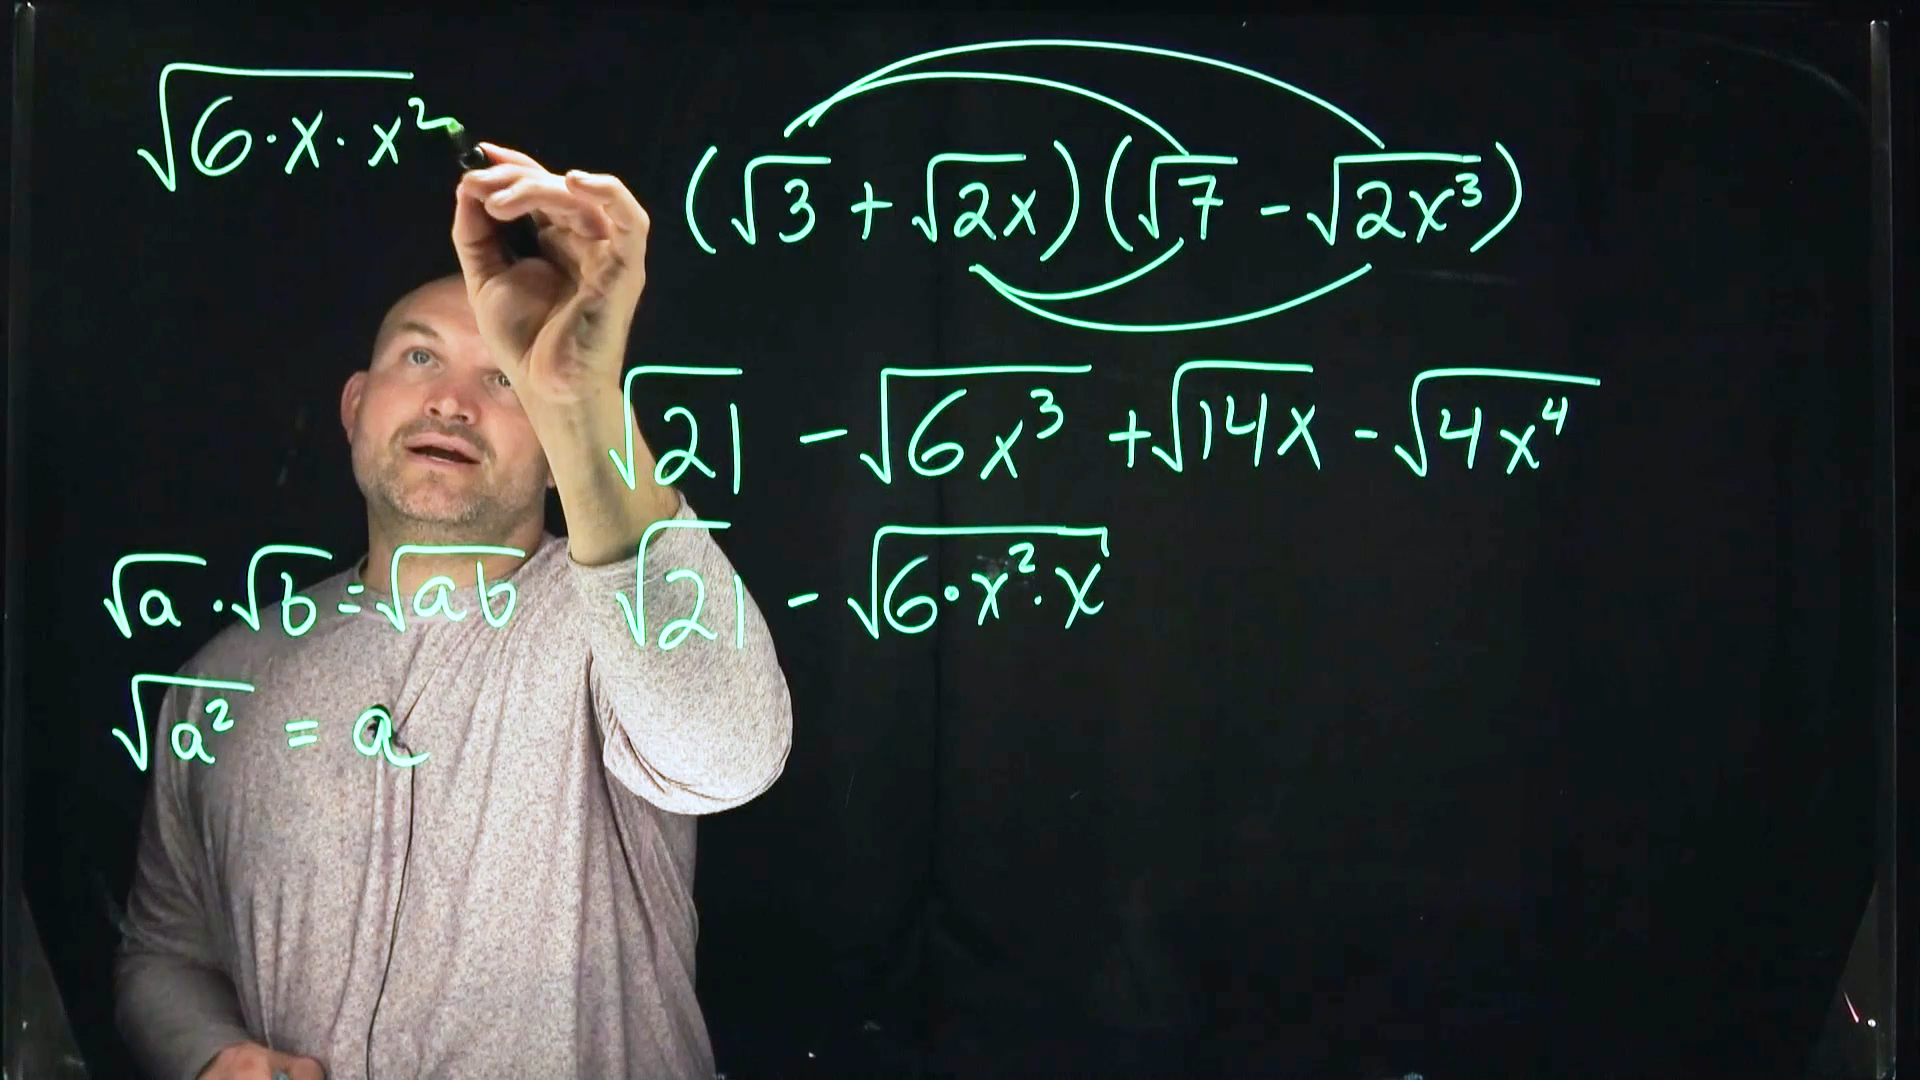 √6·x·x²
(√3 + √2x)(√7 - √2x³)
√21 - √6x³ + √14x - √4x⁴
√21 - √6·x²·x
√a·√b=√ab
√a² = a